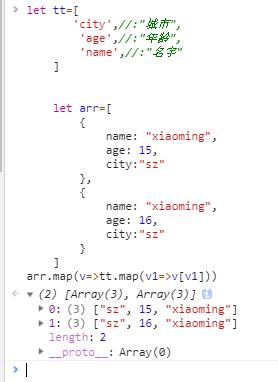 let tt=[
'city',//:"城市",
'age',//:"年龄",
'name',//:"名字"
]
let arr=[
{
name: "xiaoming",
age: 15,
city:"sz"
},
{
name: "xiaoming",
age: 16,
city:"sz"
}
]
arr.map(v=>tt.map(v1=>v[v1]))
(2) [Array(3), Array(3)]
0: (3) ["sz", 15, "xiaoming"]
1: (3) ["sz", 16, "xiaoming"]
length: 2
__proto__: Array(0)